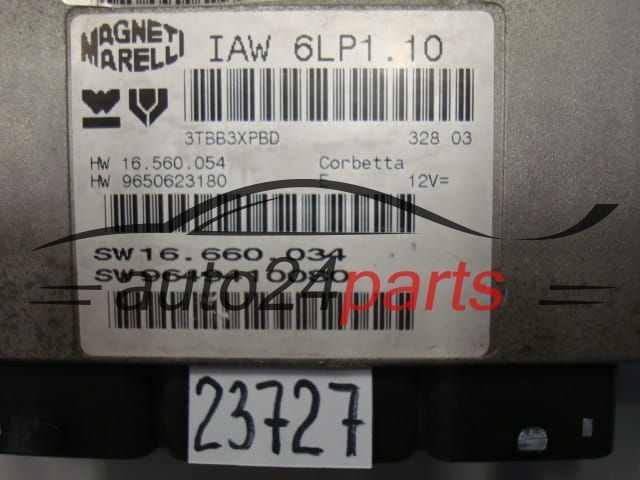 MAGNETI
MARELLI
IAW 6LP1.10
3TBB3XPBD 328 03
HW 16.560.054 Corbetta
HW 9650623180 E 12V=
SW 16.660.034
SW
auto24parts
23727